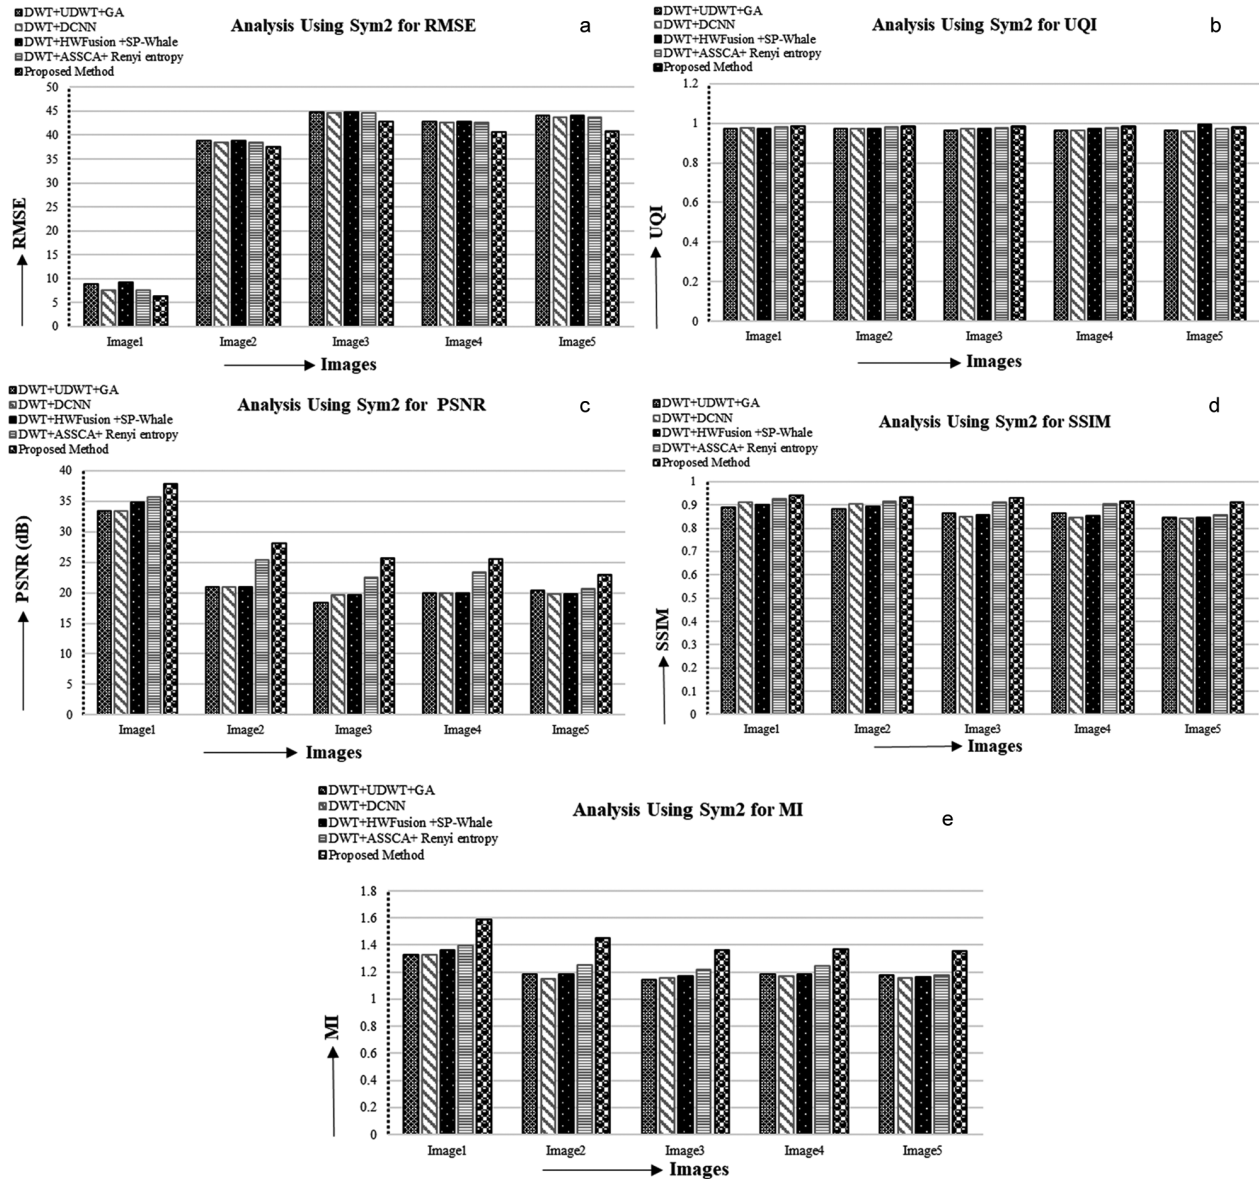 DWT+UDWT+GA
DWT+DCNN
DWT+HWFusion +SP-Whale
DWT+ASSCA+ Renyi entropy
Proposed Method
Analysis Using Sym2 for RMSE
a
50
45
40
35
30
25
20
15
10
5
0
RMSE
Image1
Image2
Image3
Image4
Image5
Images
DWT+UDWT+GA
DWT+DCNN
DWT+HWFusion +SP-Whale
DWT+ASSCA+ Renyi entropy
Proposed Method
Analysis Using Sym2 for UQI
b
1.2
1
0.8
0.6
0.4
0.2
0
UQI
Image1
Image2
Image3
Image4
Image5
Images
DWT+UDWT+GA
DWT+DCNN
DWT+HWFusion +SP-Whale
DWT+ASSCA+ Renyi entropy
Proposed Method
Analysis Using Sym2 for PSNR
c
40
35
30
25
20
15
10
5
0
PSNR (dB)
Image1
Image2
Image3
Image4
Image5
Images
DWT+UDWT+GA
DWT+DCNN
DWT+HWFusion +SP-Whale
DWT+ASSCA+ Renyi entropy
Proposed Method
Analysis Using Sym2 for SSIM
d
1
0.9
0.8
0.7
0.6
0.5
0.4
0.3
0.2
0.1
0
SSIM
Image1
Image2
Image3
Image4
Image5
Images
DWT+UDWT+GA
DWT+DCNN
DWT+HWFusion +SP-Whale
DWT+ASSCA+ Renyi entropy
Proposed Method
Analysis Using Sym2 for MI
e
1.8
1.6
1.4
1.2
1
0.8
0.6
0.4
0.2
0
MI
Image1
Image2
Image3
Image4
Image5
Images